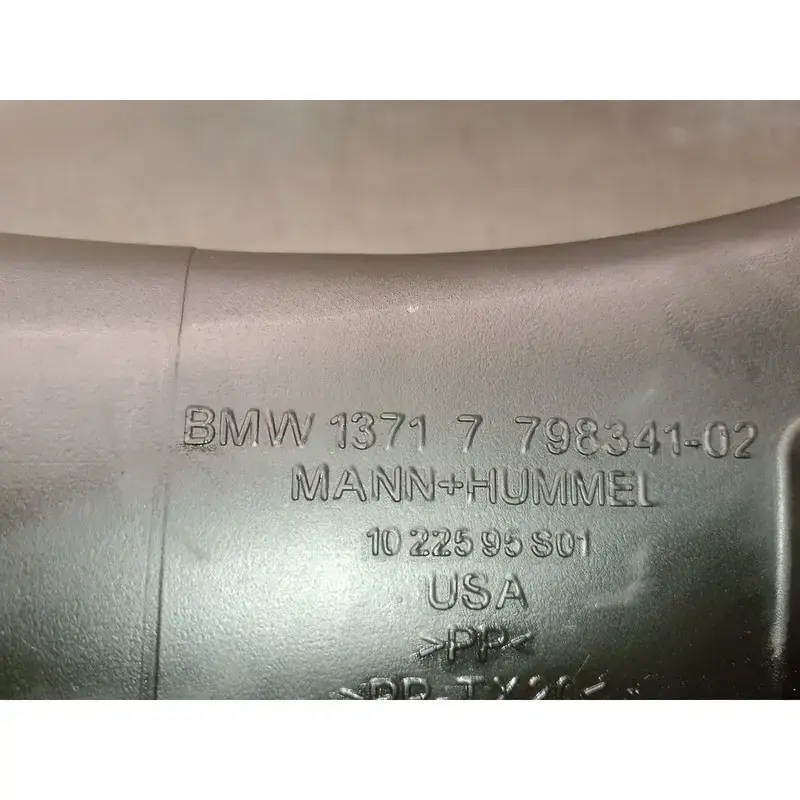 BMW 1371 7 798341-02
MANN+HUMMEL
10 225 95 S01
USA
>PP<